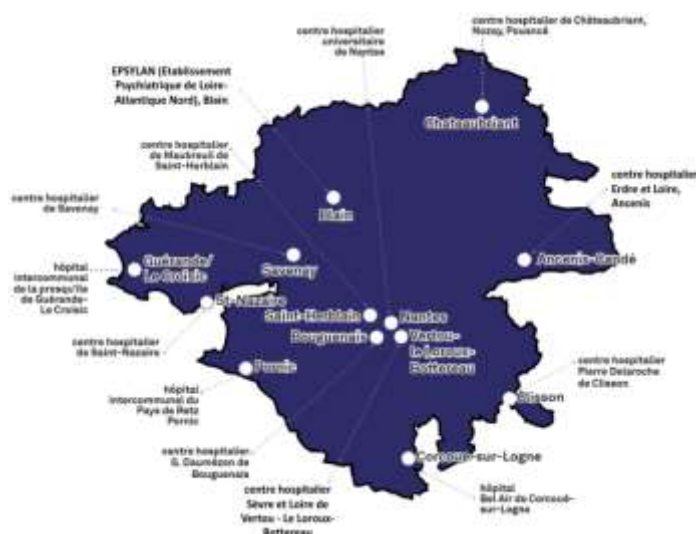 centre hospitalier de Châteaubriant,
Nozay, Pouancé
centre hospitalier
universitaire
de Nantes
EPSYLAN (Etablissement
Psychiatrique de Loire-
Atlantique Nord), Blain
Chateaubriant
centre hospitalier
de Maubreuil de
Saint-Herblain
centre hospitalier
Erdre et Loire,
Ancenis
centre hospitalier
de Savenay
Blain
Guérande/
Le Croisic
Savenay
Ancenis-Candé
hôpital
intercommunal
de la presqu'île
de Guérande-
Le Croisic
St-Nazaire
Saint-Herblain
Nantes
Bouguenais
Vertou-
le Loroux-
Bottereau
centre hospitalier
de Saint-Nazaire
Pornic
centre hospitalier
Pierre Delaroche
de Clisson
hôpital
intercommunal du
Pays de Retz
Pornic
Clisson
centre hospitalier
G. Daumézon de
Bouguenais
Corcoué-sur-Logne
centre hospitalier
Sèvre et Loire de
Vertou - Le Loroux-
Bottereau
hôpital
Bel Air de Corcoué-
sur-Logne